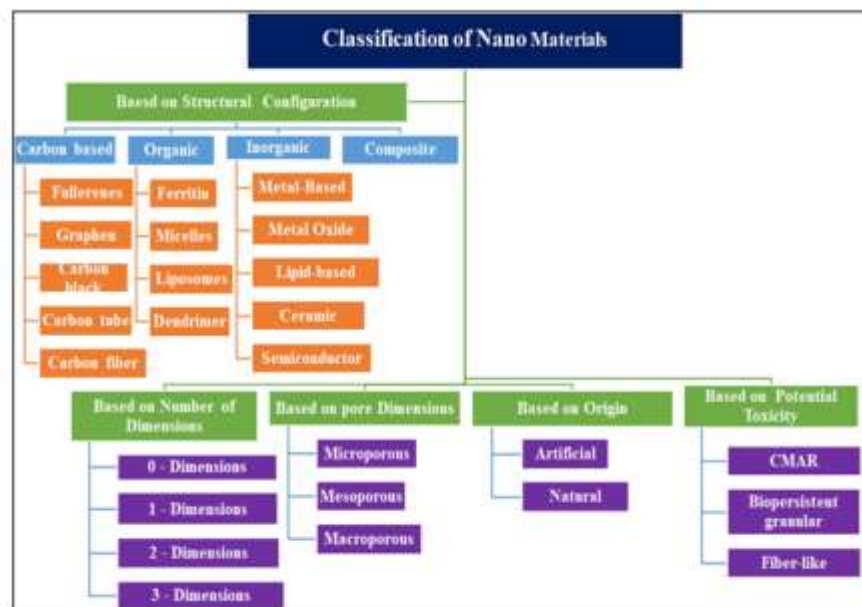 Classification of Nano Materials
Baesd on Structural Configuration
Carbon based
Organic
Inorganic
Composite
Fullerenes
Graphen
Carbon
black
Carbon tube
Carbon fiber
Ferritin
Micelles
Liposomes
Dendrimer
Metal-Based
Metal Oxide
Lipid-based
Ceramic
Semiconductor
Based on Number of
Dimensions
0 - Dimensions
1 - Dimensions
2 - Dimensions
3 - Dimensions
Based on pore Dimensions
Microporous
Mesoporous
Macroporous
Based on Origin
Artificial
Natural
Based on Potential
Toxicity
CMAR
Biopersistent
granular
Fiber-like